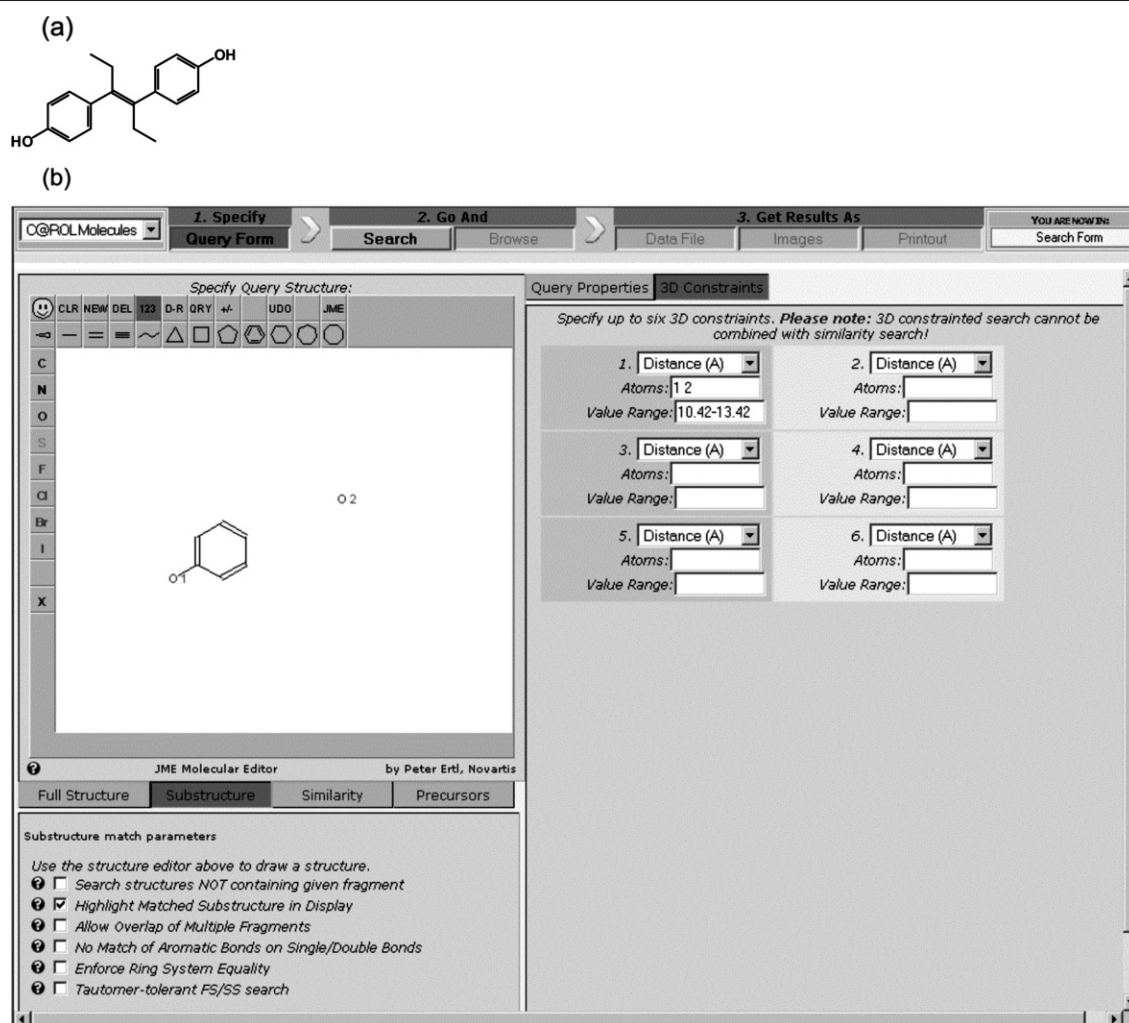 (a)
OH
HO
(b)
C@ROL Molecules
1. Specify
Query Form
2. Go And
Search
Browse
3. Get Results As
Data File
Images
Printout
YOU ARE NOW IN:
Search Form
Specify Query Structure:
CLR NEW DEL 123 D-R QRY +/- UDO JME
C
N
O
S
F
Cl
Br
I
X
O 2
O1
JME Molecular Editor by Peter Ertl, Novartis
Full Structure Substructure Similarity Precursors
Substructure match parameters
Use the structure editor above to draw a structure.
Search structures NOT containing given fragment
Highlight Matched Substructure in Display
Allow Overlap of Multiple Fragments
No Match of Aromatic Bonds on Single/Double Bonds
Enforce Ring System Equality
Tautomer-tolerant FS/SS search
Query Properties 3D Constraints
Specify up to six 3D constriaints. Please note: 3D constrainted search cannot be
combined with similarity search!
1. Distance (A)
Atoms: 1 2
Value Range: 10.42-13.42
2. Distance (A)
Atoms:
Value Range:
3. Distance (A)
Atoms:
Value Range:
4. Distance (A)
Atoms:
Value Range:
5. Distance (A)
Atoms:
Value Range:
6. Distance (A)
Atoms:
Value Range: